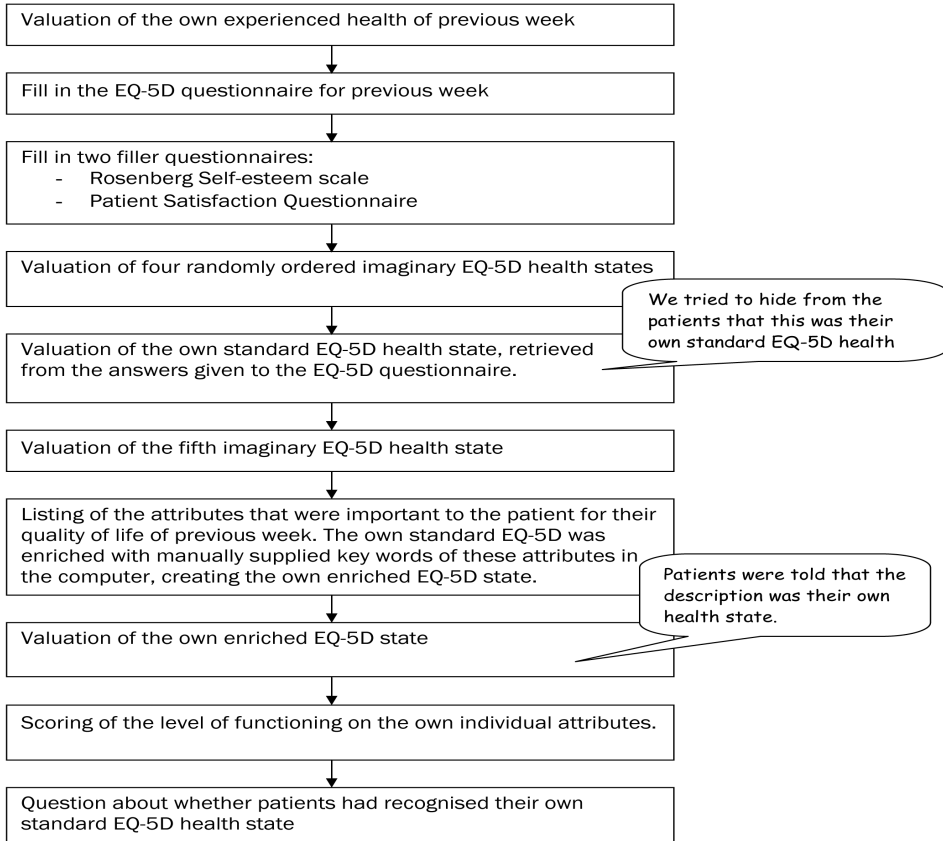 Valuation of the own experienced health of previous week
Fill in the EQ-5D questionnaire for previous week
Fill in two filler questionnaires:
- Rosenberg Self-esteem scale
- Patient Satisfaction Questionnaire
Valuation of four randomly ordered imaginary EQ-5D health states
We tried to hide from the
patients that this was their
own standard EQ-5D health
Valuation of the own standard EQ-5D health state, retrieved
from the answers given to the EQ-5D questionnaire.
Valuation of the fifth imaginary EQ-5D health state
Listing of the attributes that were important to the patient for their
quality of life of previous week. The own standard EQ-5D was
enriched with manually supplied key words of these attributes in
the computer, creating the own enriched EQ-5D state.
Patients were told that the
description was their own
health state.
Valuation of the own enriched EQ-5D state
Scoring of the level of functioning on the own individual attributes.
Question about whether patients had recognised their own
standard EQ-5D health state